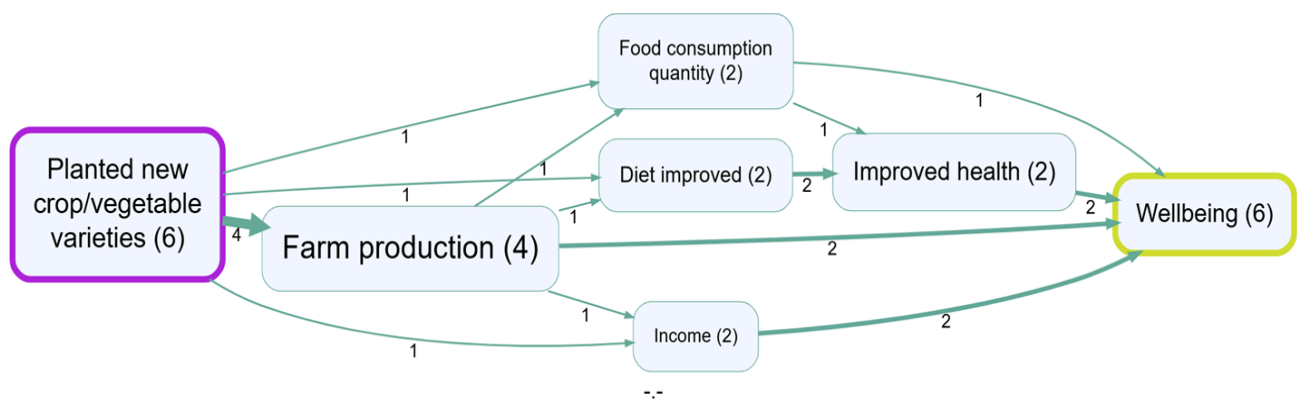 Food consumption
quantity (2)
1
1
1
Planted new
crop/vegetable
varieties (6)
1
1
Diet improved (2)
2
Improved health (2)
2
Wellbeing (6)
4
Farm production (4)
1
2
1
Income (2)
2
1
-.-